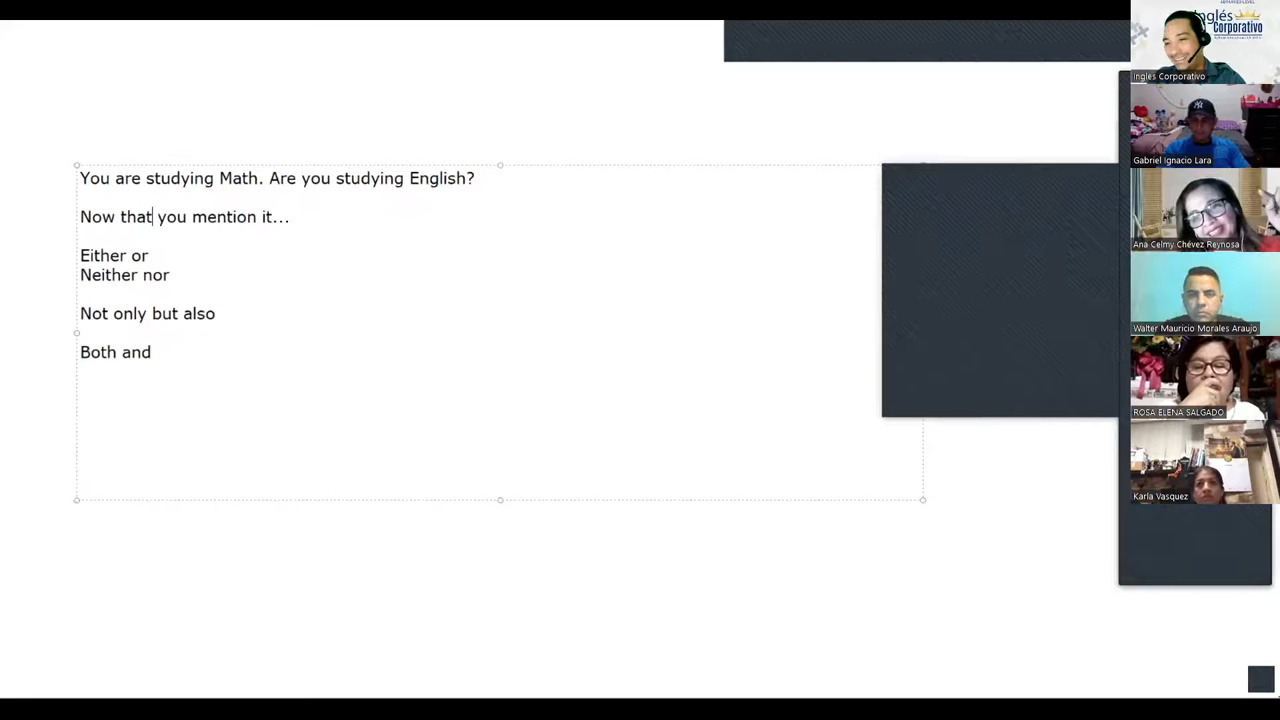 You are studying Math. Are you studying English?
Now that you mention it...
Either or
Neither nor
Not only but also
Both and
Inglés
Corporativo
Ingles Corporativo
Gabriel Ignacio Lara
Ana Celmy Chévez Reynosa
Walter Mauricio Morales Araujo
ROSA ELENA SALGADO
Karla Vasquez